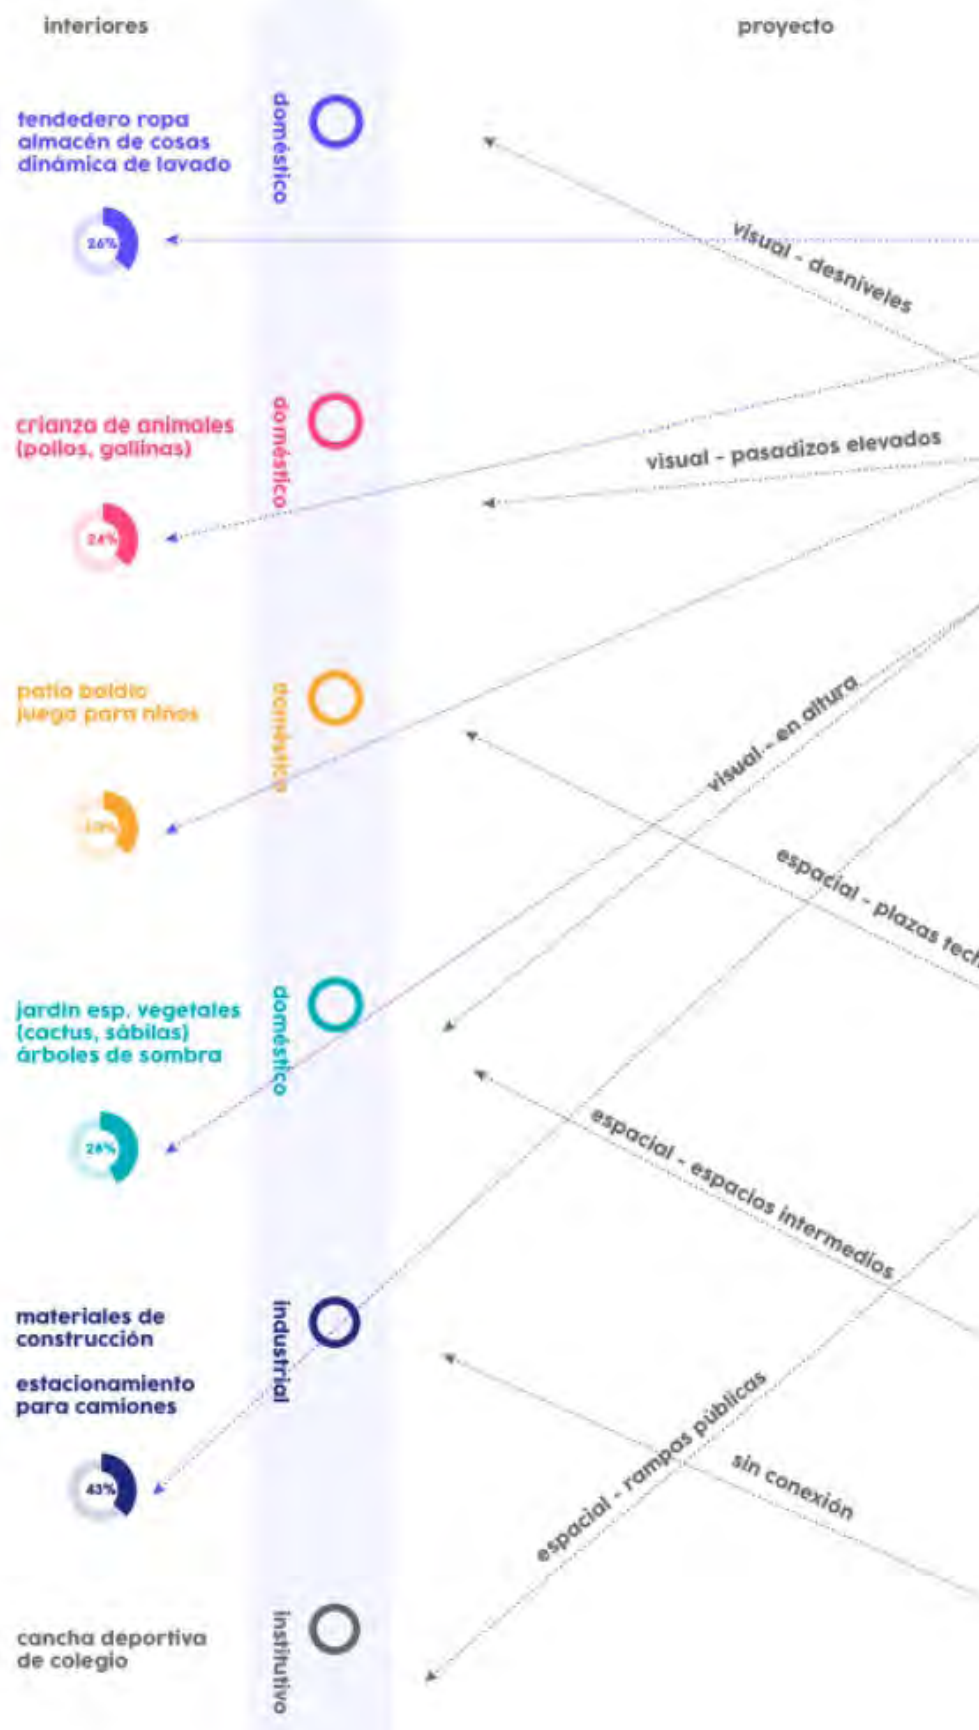 interiores
proyecto
tendedero ropa
almacén de cosas
dinámica de lavado
doméstico
26%
visual - desniveles
crianza de animales
(pollos, gallinas)
doméstico
24%
visual - pasadizos elevados
patio baldío
juego para niños
doméstico
visual - en altura
espacial - plazas
jardín esp. vegetales
(cactus, sábilas)
árboles de sombra
doméstico
28%
espacial - espacios intermedios
materiales de
construcción
estacionamiento
para camiones
industrial
43%
espacial - rampas públicas
sin conexión
cancha deportiva
de colegio
institutivo